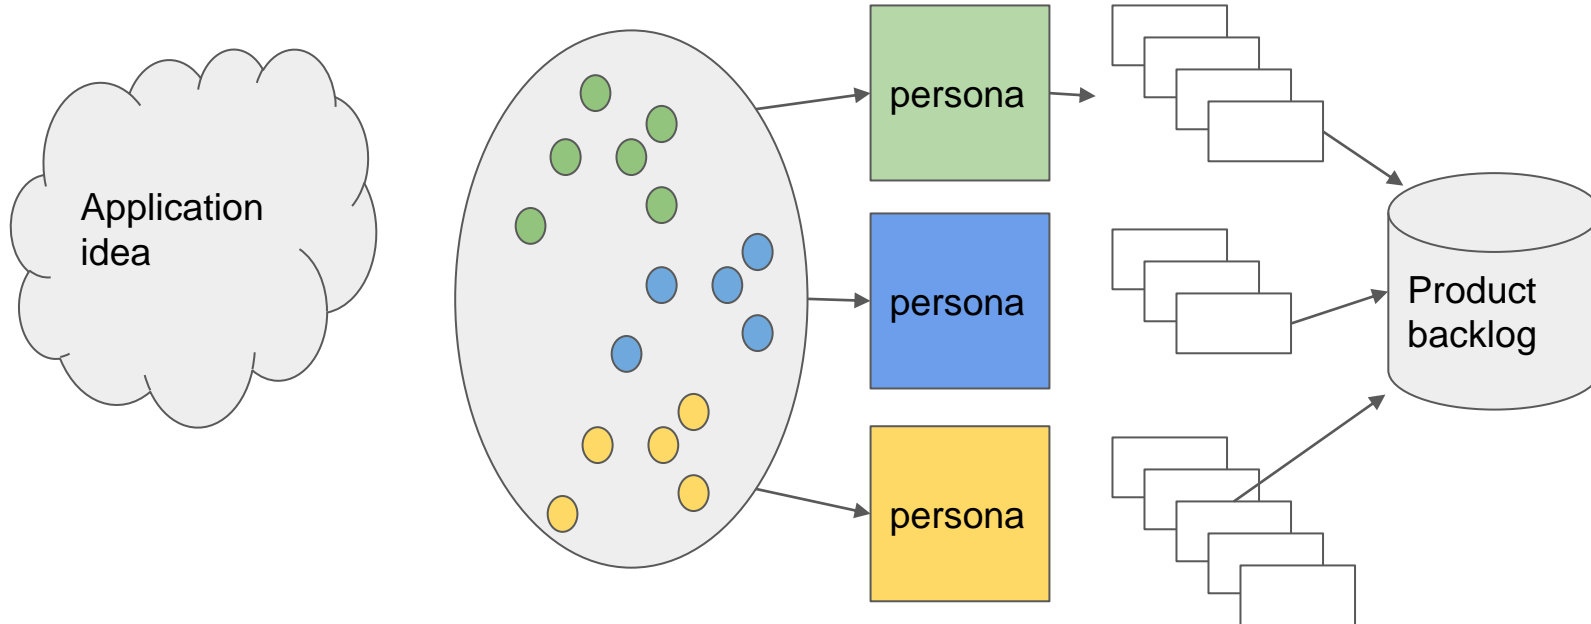 Application
idea
persona
persona
persona
Product
backlog